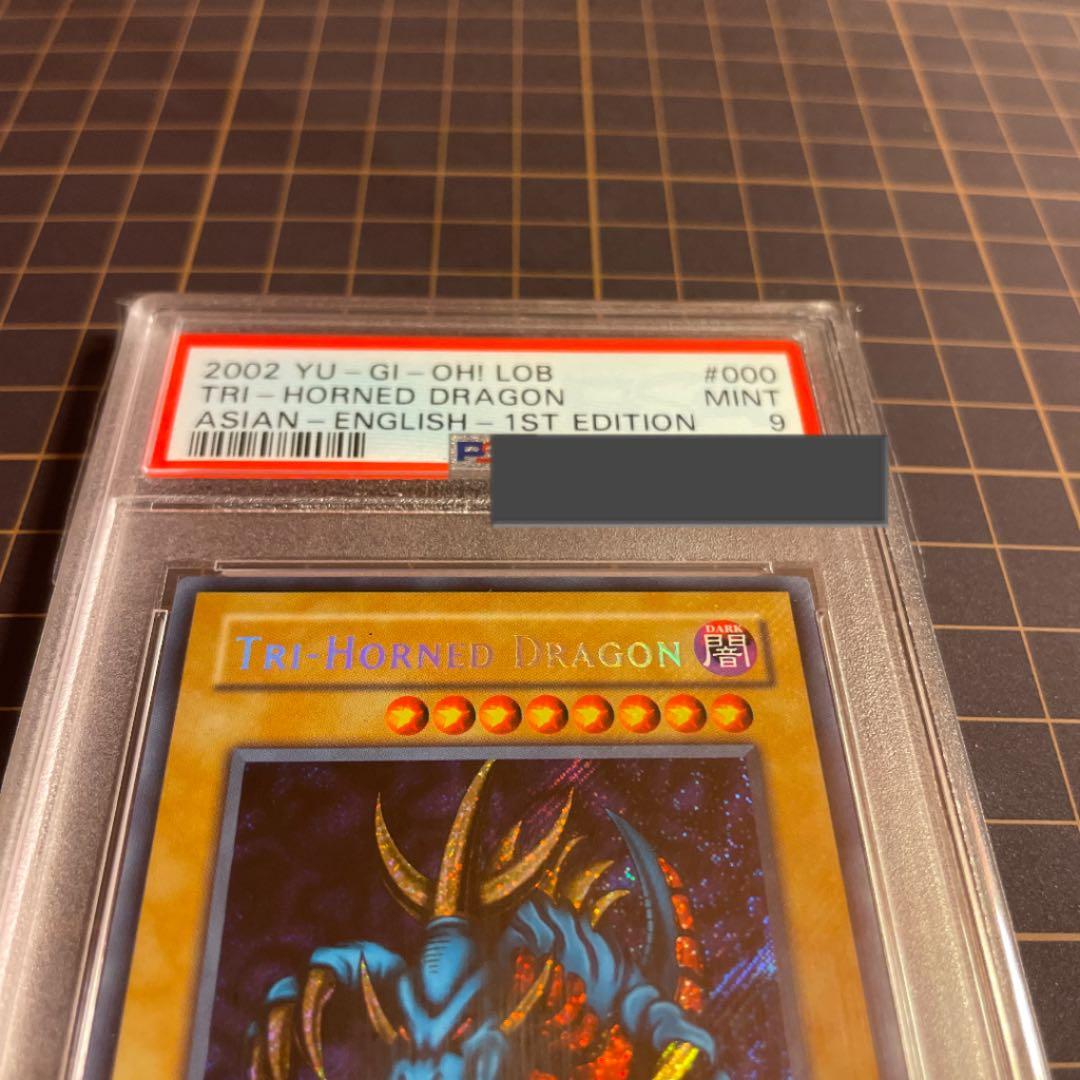 2002 YU-GI-OH! LOB #000
TRI-HORNED DRAGON MINT
ASIAN-ENGLISH-1ST EDITION 9
TRI-HORNED DRAGON
DARK
闇